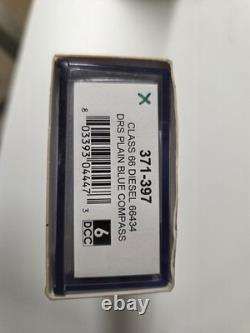 371-397
CLASS 66 DIESEL 66434
DRS PLAIN BLUE COMPASS
8 03393 04447 3
6
DCC
X